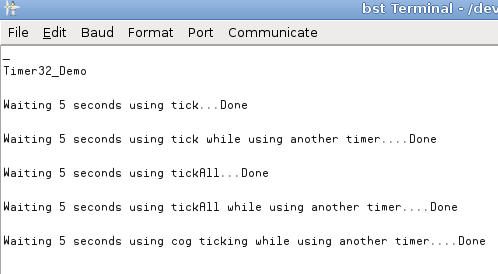 bst Terminal - /dev
File Edit Baud Format Port Communicate
_
Timer32_Demo
Waiting 5 seconds using tick...Done
Waiting 5 seconds using tick while using another timer....Done
Waiting 5 seconds using tickAll...Done
Waiting 5 seconds using tickAll while using another timer....Done
Waiting 5 seconds using cog ticking while using another timer....Done